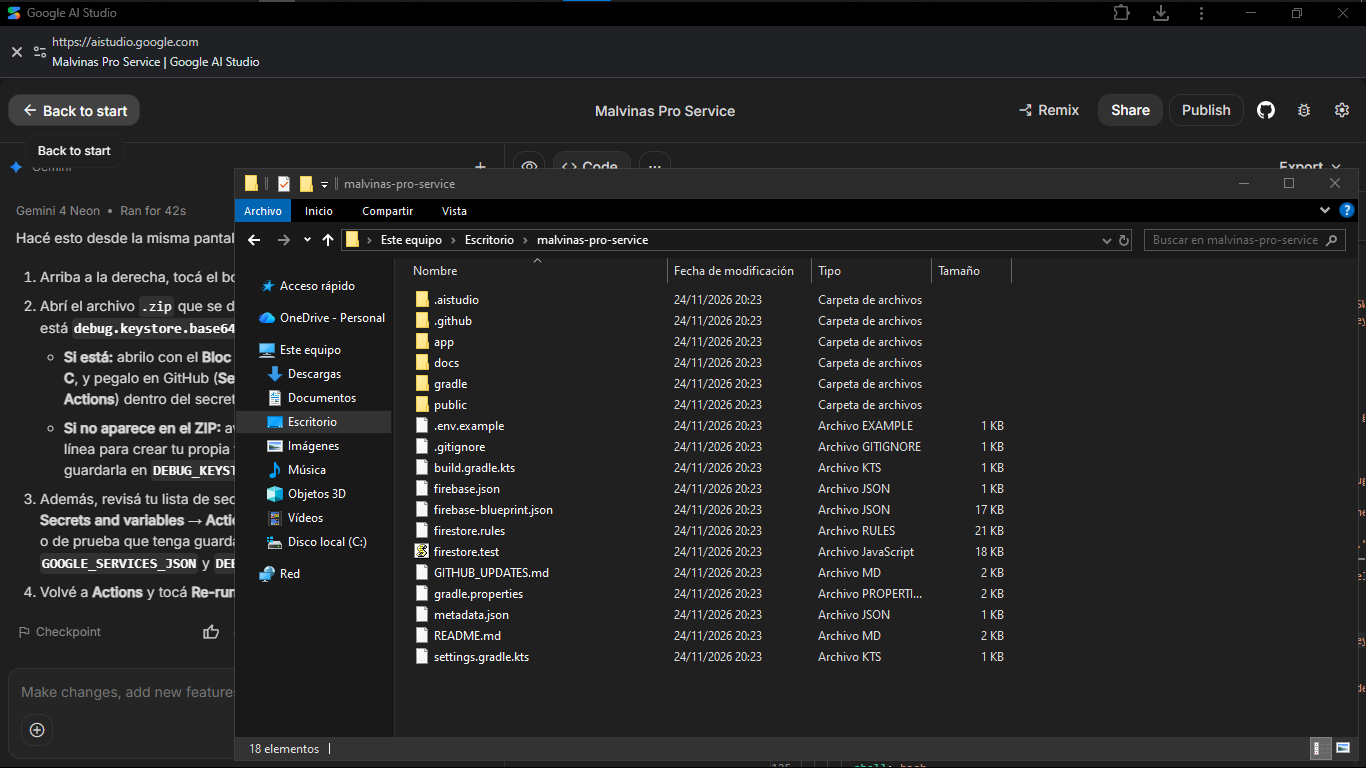 Google AI Studio
https://aistudio.google.com
Malvinas Pro Service | Google AI Studio
Back to start
Malvinas Pro Service
Remix
Share
Publish
Back to start
Gemini
Code
Export
Gemini 4 Neon • Ran for 42s
Hacé esto desde la misma pantal
1. Arriba a la derecha, tocá el bo
2. Abrí el archivo .zip que se d
está debug.keystore.base64
Si está: abrilo con el Bloc
C, y pegalo en GitHub (Se
Actions) dentro del secret
Si no aparece en el ZIP: av
línea para crear tu propia
guardarla en DEBUG_KEYST
3. Además, revisá tu lista de sec
Secrets and variables → Actio
o de prueba que tenga guarda
GOOGLE_SERVICES_JSON y DEB
4. Volvé a Actions y tocá Re-run
Checkpoint
Make changes, add new features
malvinas-pro-service
Archivo
Inicio
Compartir
Vista
Este equipo › Escritorio › malvinas-pro-service
Buscar en malvinas-pro-service
Acceso rápido
OneDrive - Personal
Este equipo
Descargas
Documentos
Escritorio
Imágenes
Música
Objetos 3D
Vídeos
Disco local (C:)
Red
Nombre Fecha de modificación Tipo Tamaño
.aistudio 24/11/2026 20:23 Carpeta de archivos
.github 24/11/2026 20:23 Carpeta de archivos
app 24/11/2026 20:23 Carpeta de archivos
docs 24/11/2026 20:23 Carpeta de archivos
gradle 24/11/2026 20:23 Carpeta de archivos
public 24/11/2026 20:23 Carpeta de archivos
.env.example 24/11/2026 20:23 Archivo EXAMPLE 1 KB
.gitignore 24/11/2026 20:23 Archivo GITIGNORE 1 KB
build.gradle.kts 24/11/2026 20:23 Archivo KTS 1 KB
firebase.json 24/11/2026 20:23 Archivo JSON 1 KB
firebase-blueprint.json 24/11/2026 20:23 Archivo JSON 17 KB
firestore.rules 24/11/2026 20:23 Archivo RULES 21 KB
firestore.test 24/11/2026 20:23 Archivo JavaScript 18 KB
GITHUB_UPDATES.md 24/11/2026 20:23 Archivo MD 2 KB
gradle.properties 24/11/2026 20:23 Archivo PROPERTI... 2 KB
metadata.json 24/11/2026 20:23 Archivo JSON 1 KB
README.md 24/11/2026 20:23 Archivo MD 2 KB
settings.gradle.kts 24/11/2026 20:23 Archivo KTS 1 KB
18 elementos
shell: bash